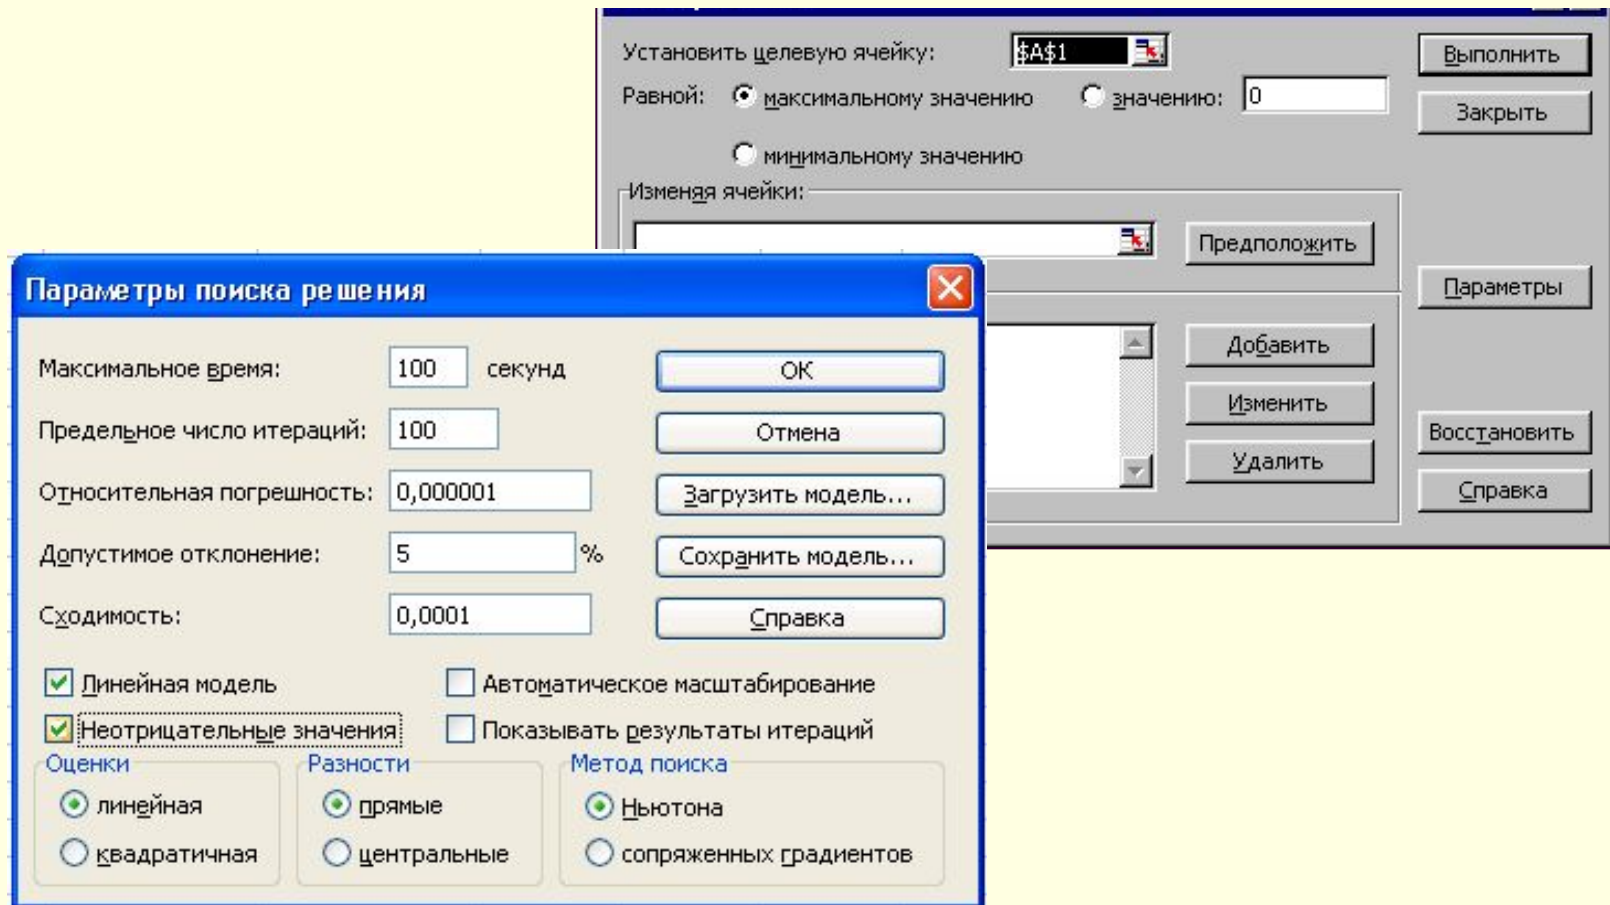 Установить целевую ячейку: $A$1 Выполнить
Равной: максимальному значению значению: 0
Закрыть
минимальному значению
Изменяя ячейки:
Предположить
Параметры
Добавить
Изменить
Восстановить
Удалить
Справка
Параметры поиска решения
Максимальное время: 100 секунд OK
Предельное число итераций: 100 Отмена
Относительная погрешность: 0,000001 Загрузить модель...
Допустимое отклонение: 5 % Сохранить модель...
Сходимость: 0,0001 Справка
Линейная модель Автоматическое масштабирование
Неотрицательные значения Показывать результаты итераций
Оценки Разности Метод поиска
линейная прямые Ньютона
квадратичная центральные сопряженных градиентов